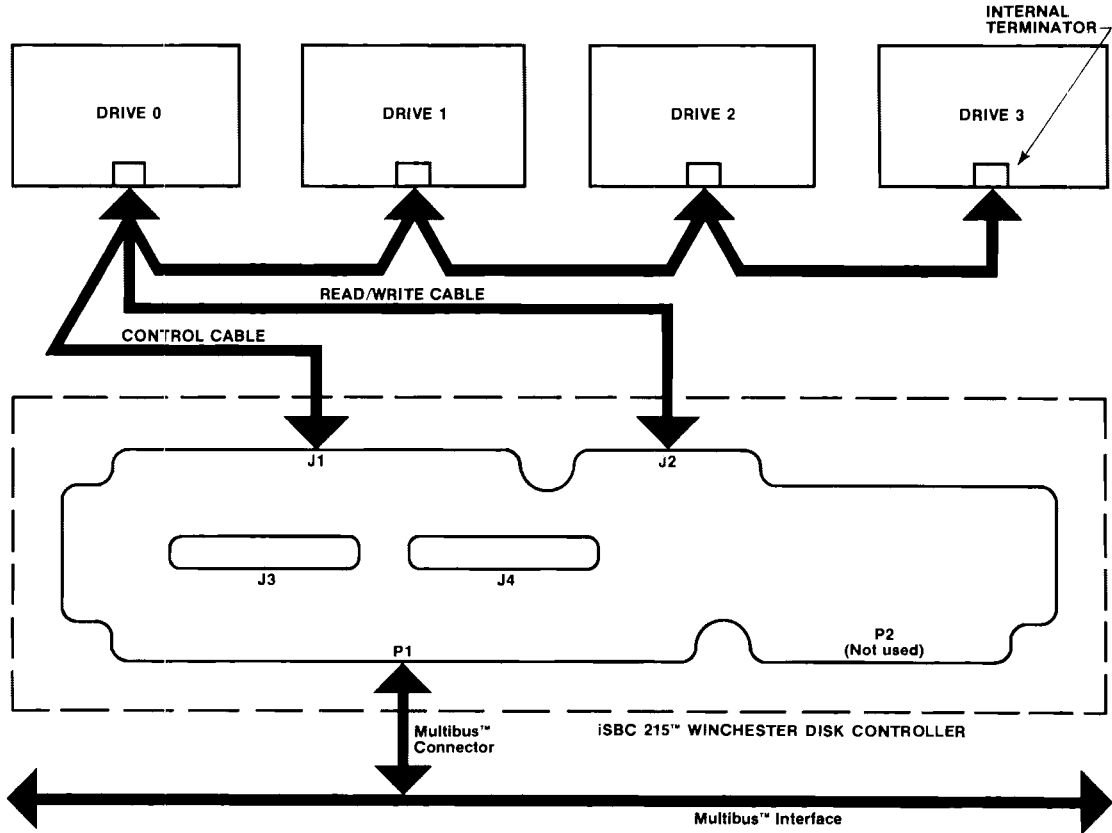 INTERNAL
TERMINATOR
DRIVE 0
DRIVE 1
DRIVE 2
DRIVE 3
READ/WRITE CABLE
CONTROL CABLE
J1
J2
J3
J4
P1
P2
(Not used)
Multibus™
Connector
iSBC 215™ WINCHESTER DISK CONTROLLER
Multibus™ Interface